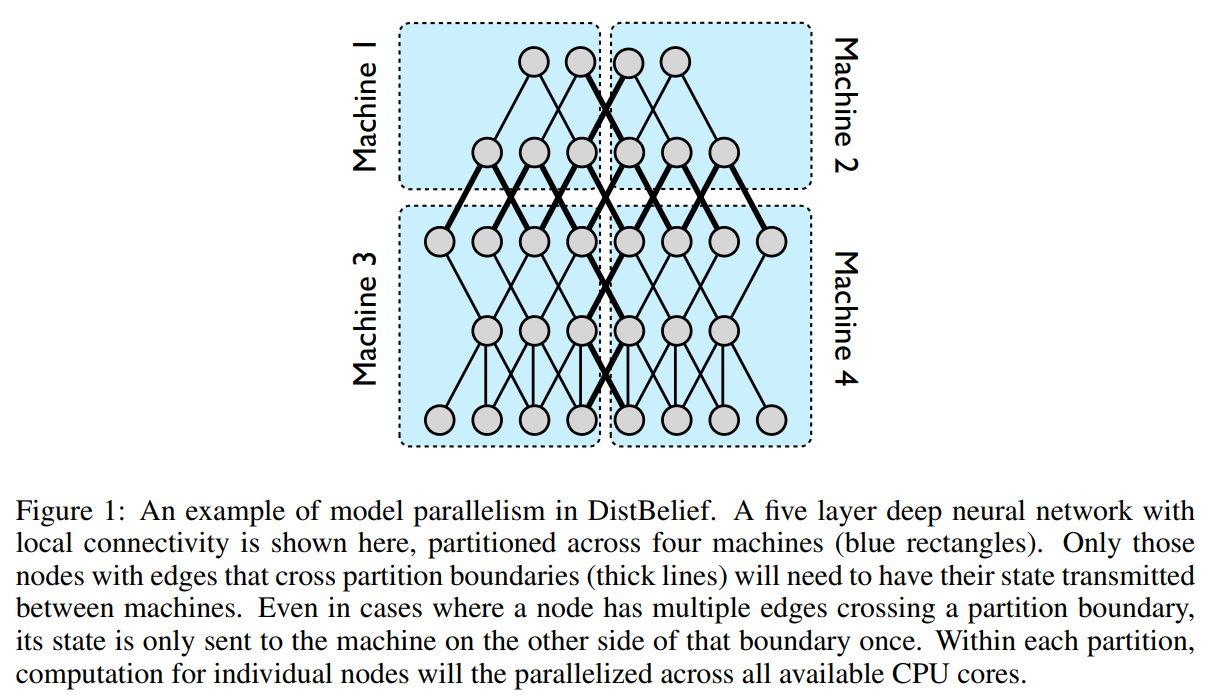 Machine 1
Machine 2
Machine 3
Machine 4
Figure 1: An example of model parallelism in DistBelief. A five layer deep neural network with
local connectivity is shown here, partitioned across four machines (blue rectangles). Only those
nodes with edges that cross partition boundaries (thick lines) will need to have their state transmitted
between machines. Even in cases where a node has multiple edges crossing a partition boundary,
its state is only sent to the machine on the other side of that boundary once. Within each partition,
computation for individual nodes will the parallelized across all available CPU cores.